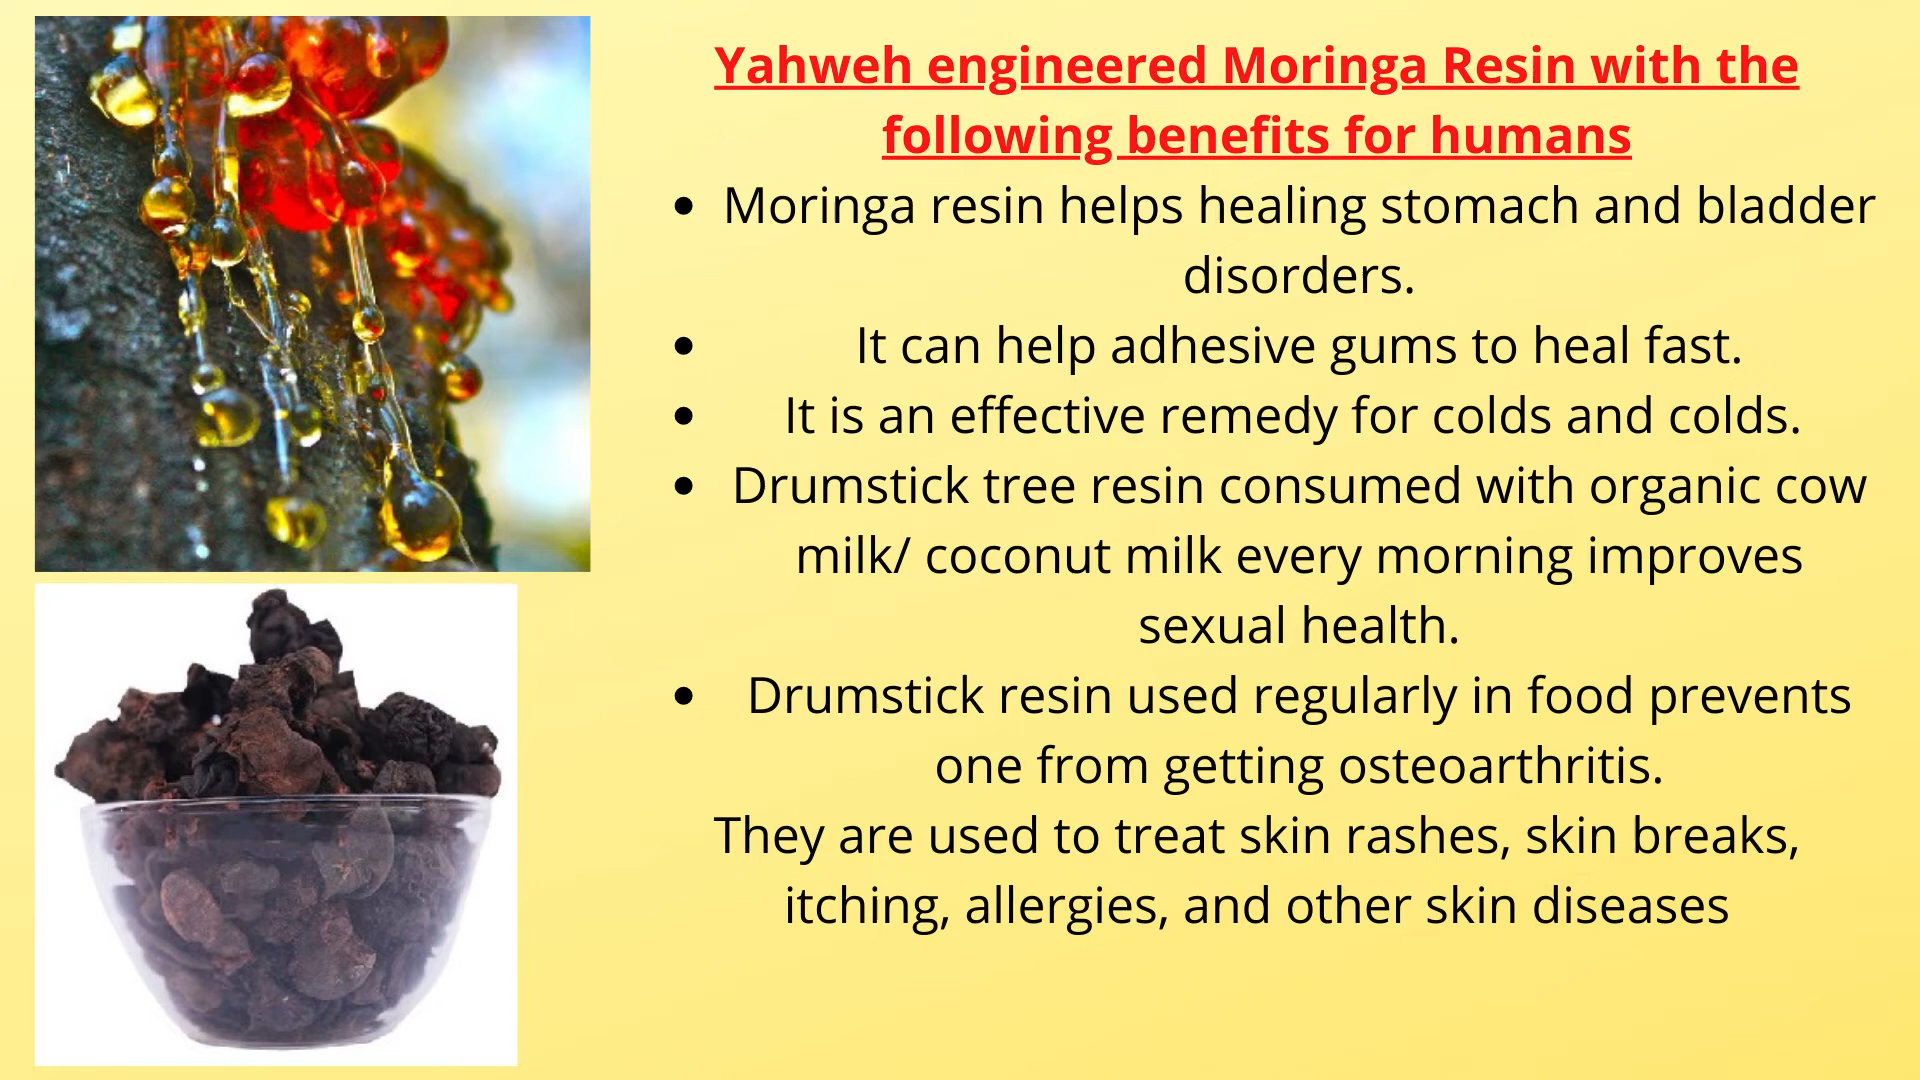 Yahweh engineered Moringa Resin with the
following benefits for humans
• Moringa resin helps healing stomach and bladder
disorders.
• It can help adhesive gums to heal fast.
• It is an effective remedy for colds and colds.
• Drumstick tree resin consumed with organic cow
milk/ coconut milk every morning improves
sexual health.
• Drumstick resin used regularly in food prevents
one from getting osteoarthritis.
They are used to treat skin rashes, skin breaks,
itching, allergies, and other skin diseases